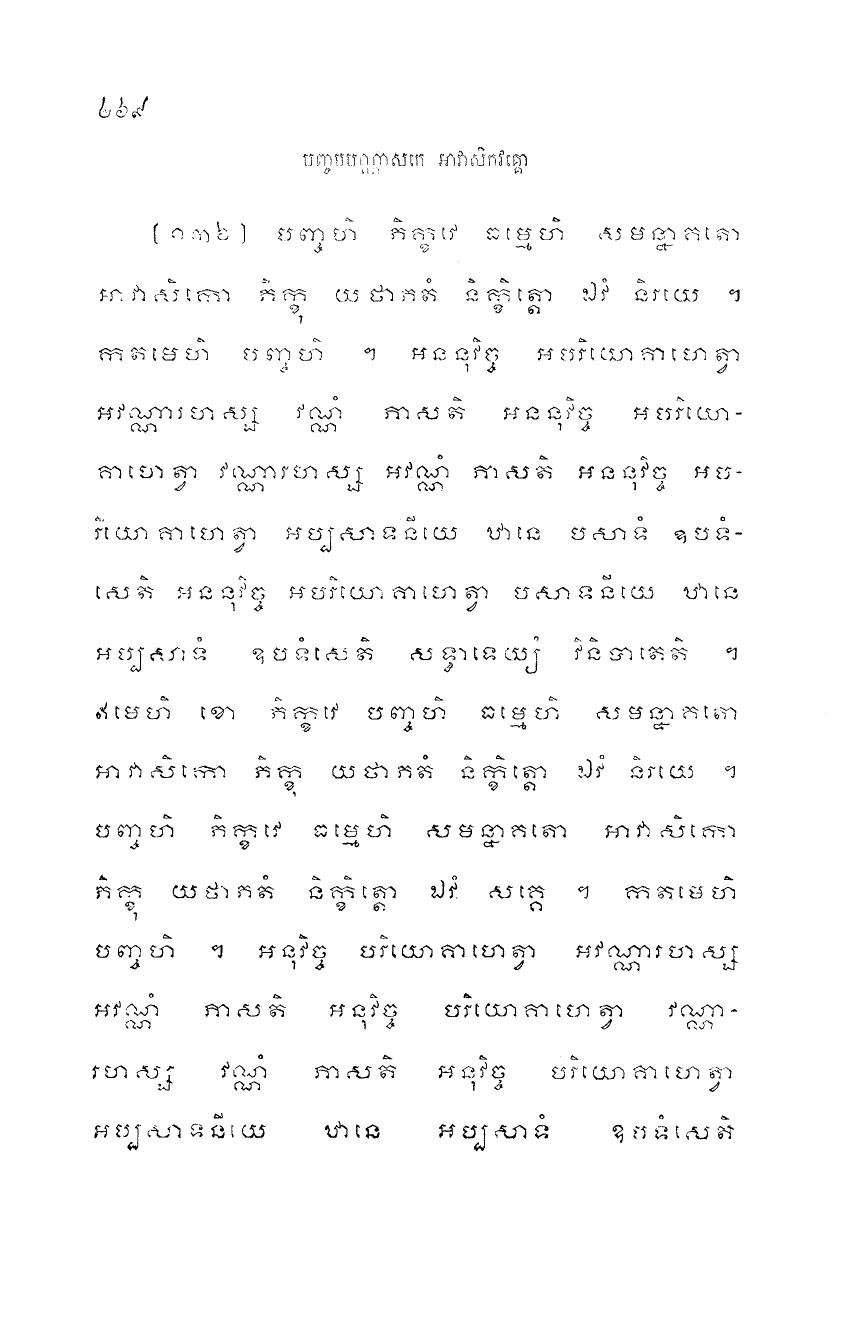 ៤៦៩
បញ្ចមបណ្ណាសកេ អាវាសិកវគ្គោ
[១៣៦] បញ្ចហិ ភិក្ខវេ ធម្មេហិ សមន្នាគតោ
អាវាសិកោ ភិក្ខុ យថាភតំ និក្ខិត្តោ ឯវំ និរយេ ។
កតមេហិ បញ្ចហិ ។ អននុវិច្ច អបរិយោគាហេត្វា
អវណ្ណារហស្ស វណ្ណំ ភាសតិ អននុវិច្ច អបរិយោ-
គាហេត្វា វណ្ណារហស្ស អវណ្ណំ ភាសតិ អននុវិច្ច អប-
រិយោគាហេត្វា អប្បសាទនីយេ ឋានេ បសាទំ ឧបទំ-
សេតិ អននុវិច្ច អបរិយោគាហេត្វា បសាទនីយេ ឋានេ
អប្បសាទំ ឧបទំសេតិ សទ្ធាទេយ្យំ វិនិបាតេតិ ។
ឥមេហិ ខោ ភិក្ខវេ បញ្ចហិ ធម្មេហិ សមន្នាគតោ
អាវាសិកោ ភិក្ខុ យថាភតំ និក្ខិត្តោ ឯវំ និរយេ ។
បញ្ចហិ ភិក្ខវេ ធម្មេហិ សមន្នាគតោ អាវាសិកោ
ភិក្ខុ យថាភតំ និក្ខិត្តោ ឯវំ សគ្គេ ។ កតមេហិ
បញ្ចហិ ។ អនុវិច្ច បរិយោគាហេត្វា អវណ្ណារហស្ស
អវណ្ណំ ភាសតិ អនុវិច្ច បរិយោគាហេត្វា វណ្ណា-
រហស្ស វណ្ណំ ភាសតិ អនុវិច្ច បរិយោគាហេត្វា
អប្បសាទនីយេ ឋានេ អប្បសាទំ ឧបទំសេតិ